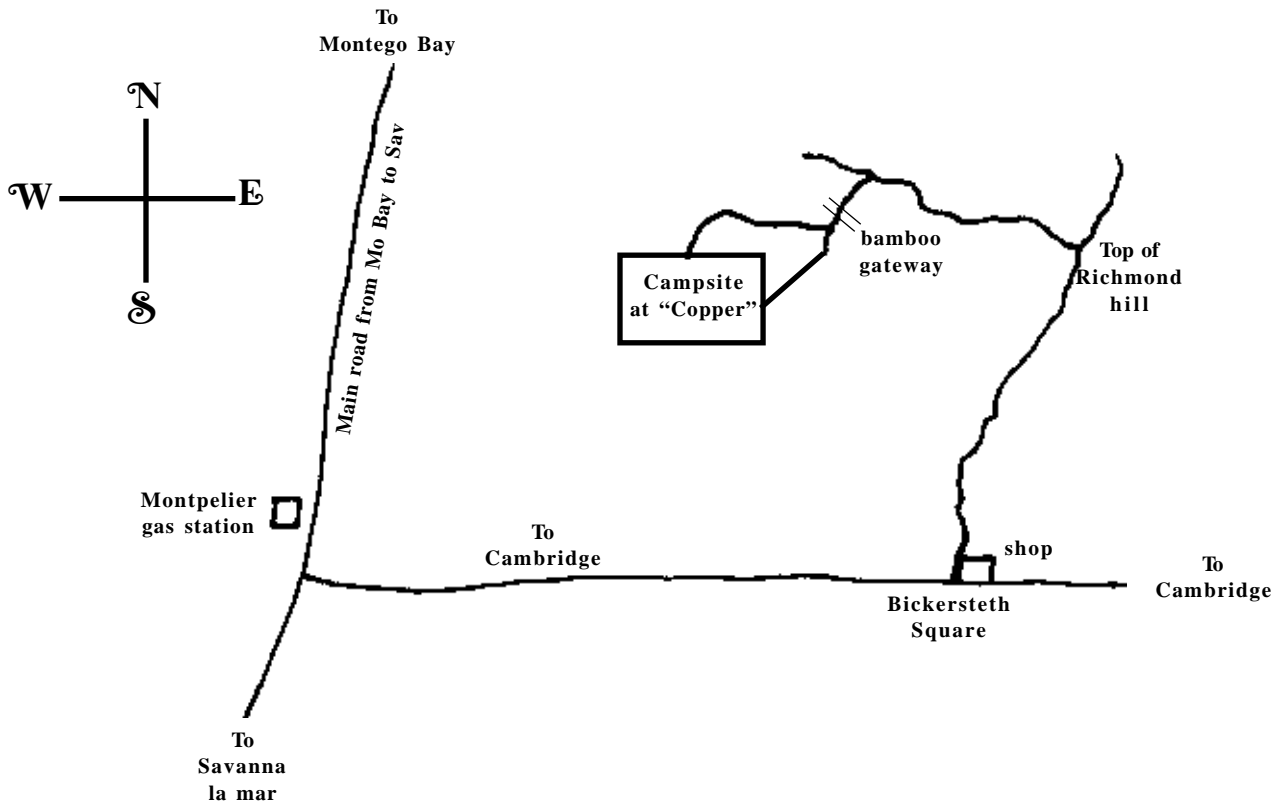 To
Montego Bay
N
W
E
S
Main road from Mo Bay to Sav
bamboo
gateway
Top of
Richmond
hill
Campsite
at “Copper”
Montpelier
gas station
To
Cambridge
shop
To
Cambridge
Bickersteth
Square
To
Savanna
la mar